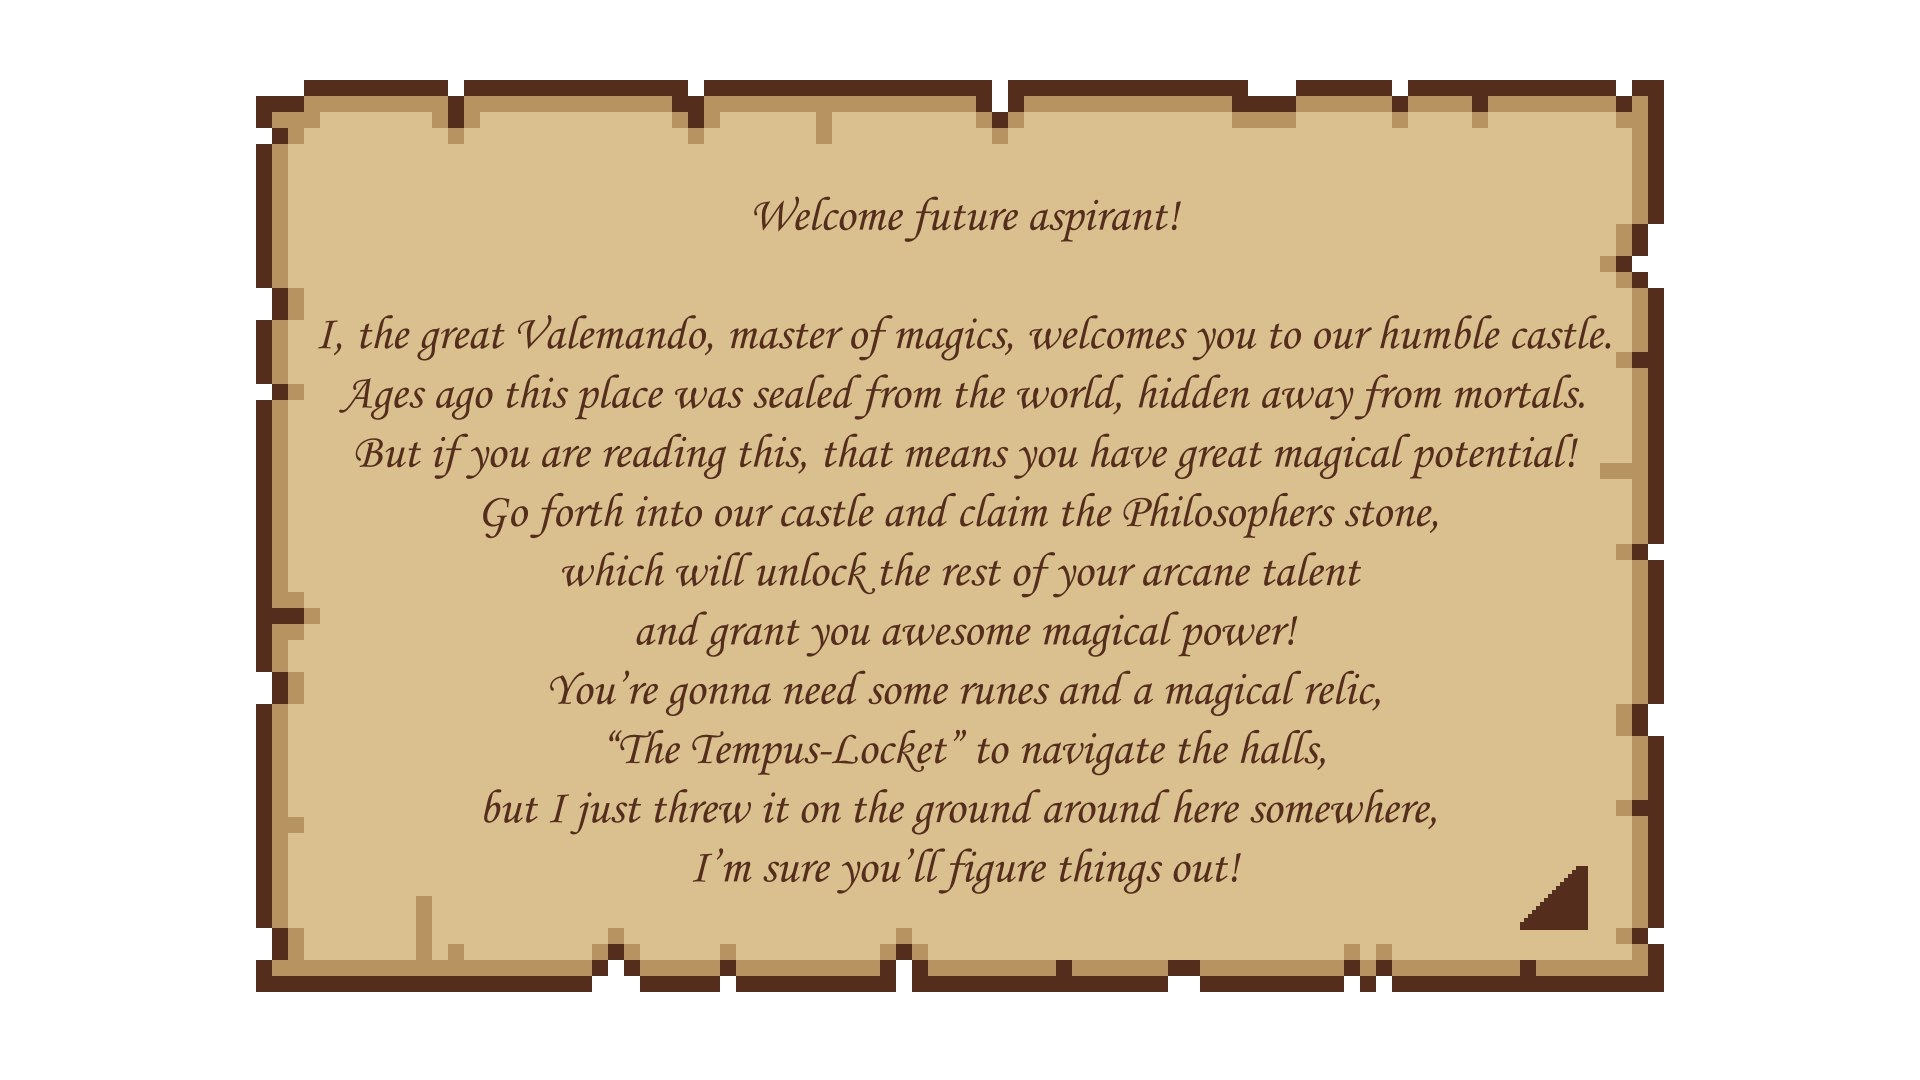 Welcome future aspirant!
I, the great Valemando, master of magics, welcomes you to our humble castle.
Ages ago this place was sealed from the world, hidden away from mortals.
But if you are reading this, that means you have great magical potential!
Go forth into our castle and claim the Philosophers stone,
which will unlock the rest of your arcane talent
and grant you awesome magical power!
You’re gonna need some runes and a magical relic,
“The Tempus-Locket” to navigate the halls,
but I just threw it on the ground around here somewhere,
I’m sure you’ll figure things out!